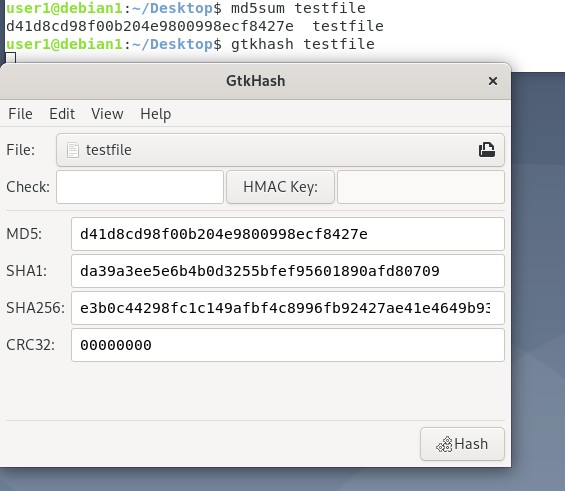 user1@debian1:~/Desktop$ md5sum testfile
d41d8cd98f00b204e9800998ecf8427e  testfile
user1@debian1:~/Desktop$ gtkhash testfile
GtkHash
File Edit View Help
File: testfile
Check: HMAC Key:
MD5: d41d8cd98f00b204e9800998ecf8427e
SHA1: da39a3ee5e6b4b0d3255bfef95601890afd80709
SHA256: e3b0c44298fc1c149afbf4c8996fb92427ae41e4649b93
CRC32: 00000000
Hash